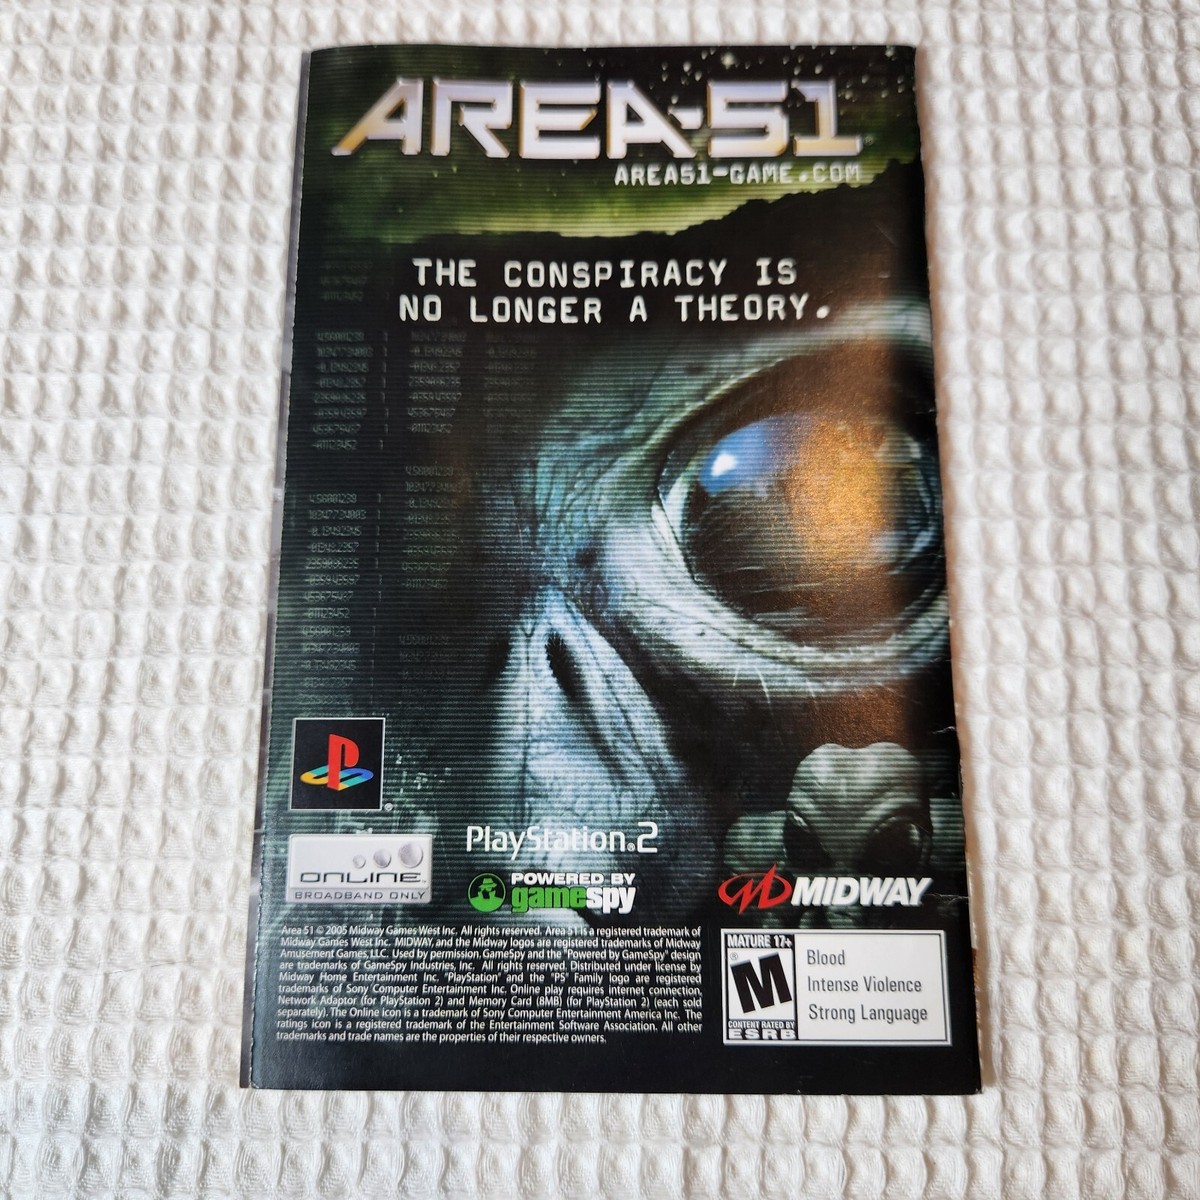 AREA-51
AREA51-GAME.COM
THE CONSPIRACY IS
NO LONGER A THEORY.
PlayStation®2
ONLINE™
BROADBAND ONLY
POWERED BY
gamespy
MIDWAY
Area 51 © 2005 Midway Games West Inc. All rights reserved. Area 51 is a registered trademark of
Midway Games West Inc. MIDWAY, and the Midway logos are registered trademarks of Midway
Amusement Games, LLC. Used by permission. GameSpy and the "Powered by GameSpy" design
are trademarks of GameSpy Industries, Inc. All rights reserved. Distributed under license by
Midway Home Entertainment Inc. "PlayStation" and the "PS" Family logo are registered
trademarks of Sony Computer Entertainment Inc. Online play requires internet connection,
Network Adaptor (for PlayStation 2) and Memory Card (8MB) (for PlayStation 2) (each sold
separately). The Online icon is a trademark of Sony Computer Entertainment America Inc. The
ratings icon is a registered trademark of the Entertainment Software Association. All other
trademarks and trade names are the properties of their respective owners.
MATURE 17+
M
CONTENT RATED BY
ESRB
Blood
Intense Violence
Strong Language